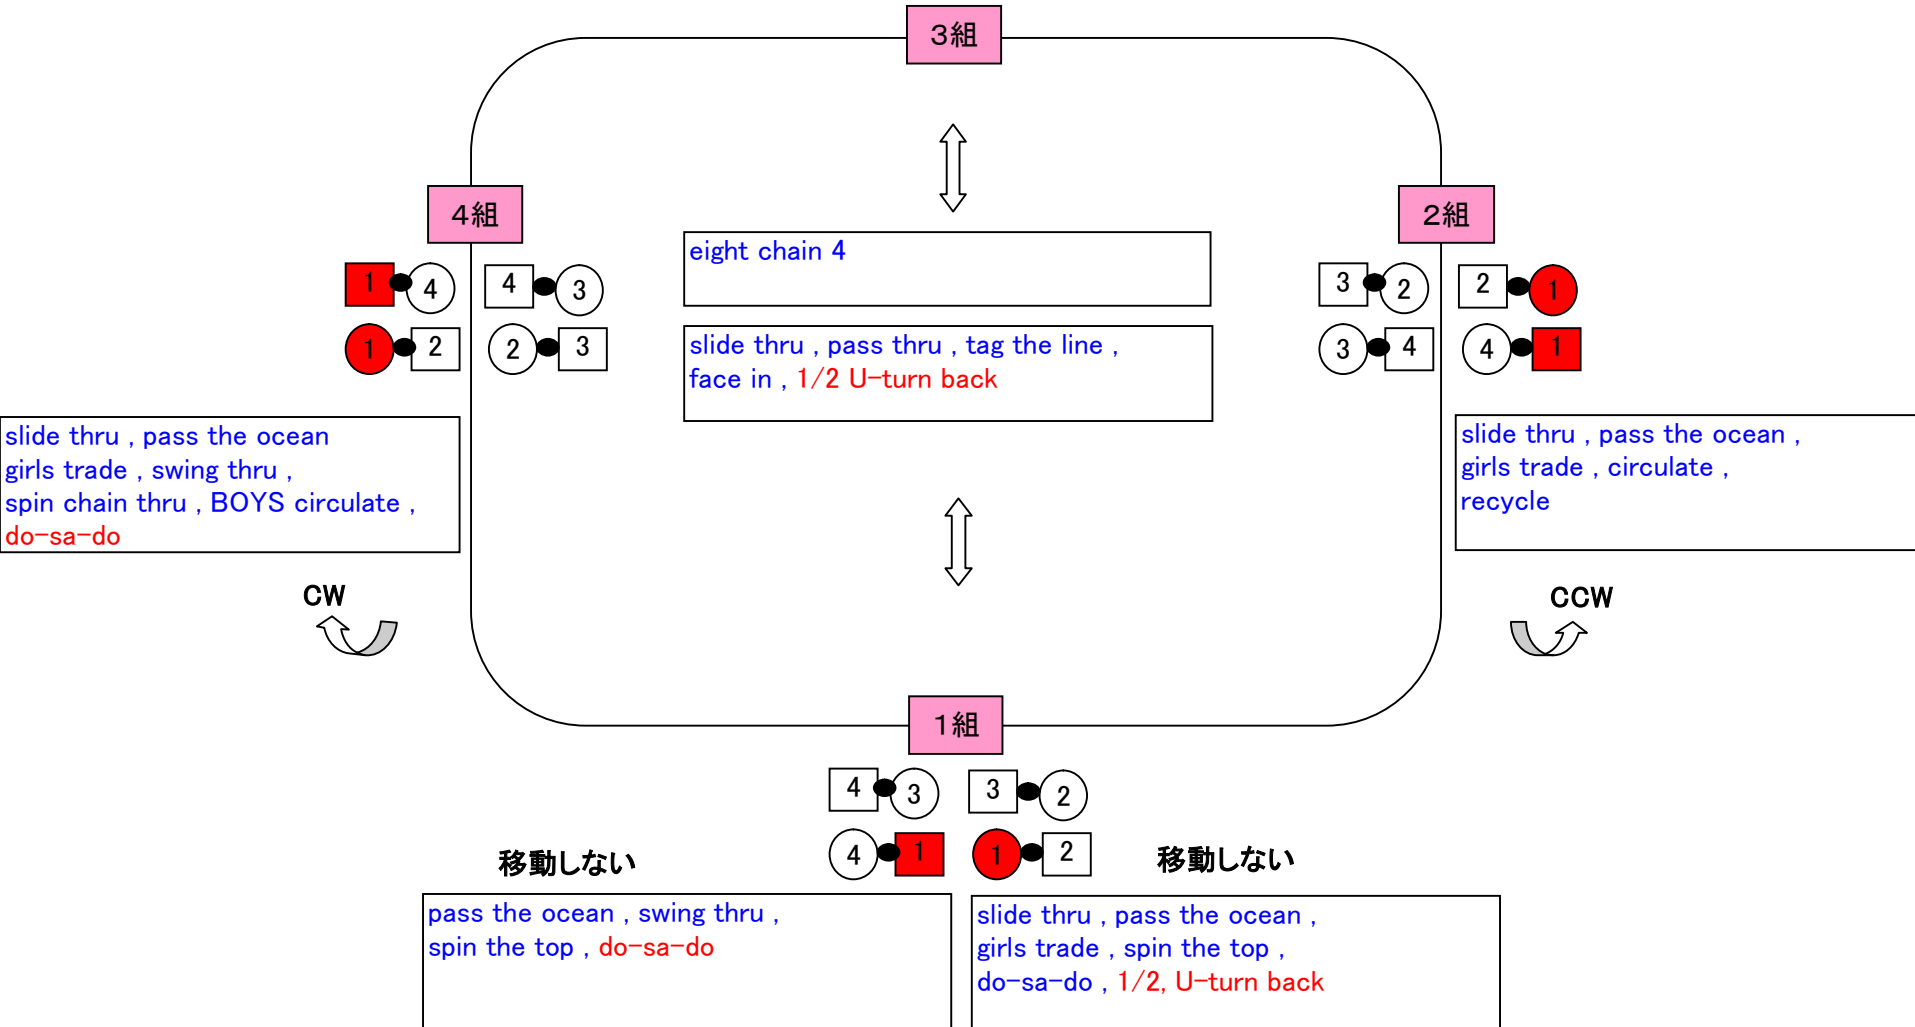 ３組
４組
２組
eight chain 4
1 4 4 3
3 2 2 1
1 2 2 3
3 4 4 1
slide thru , pass thru , tag the line ,
face in , 1/2 U-turn back
slide thru , pass the ocean
girls trade , swing thru ,
spin chain thru , BOYS circulate ,
do-sa-do
slide thru , pass the ocean ,
girls trade , circulate ,
recycle
CW
CCW
１組
4 3 3 2
4 1 1 2
移動しない
移動しない
pass the ocean , swing thru ,
spin the top , do-sa-do
slide thru , pass the ocean ,
girls trade , spin the top ,
do-sa-do , 1/2, U-turn back